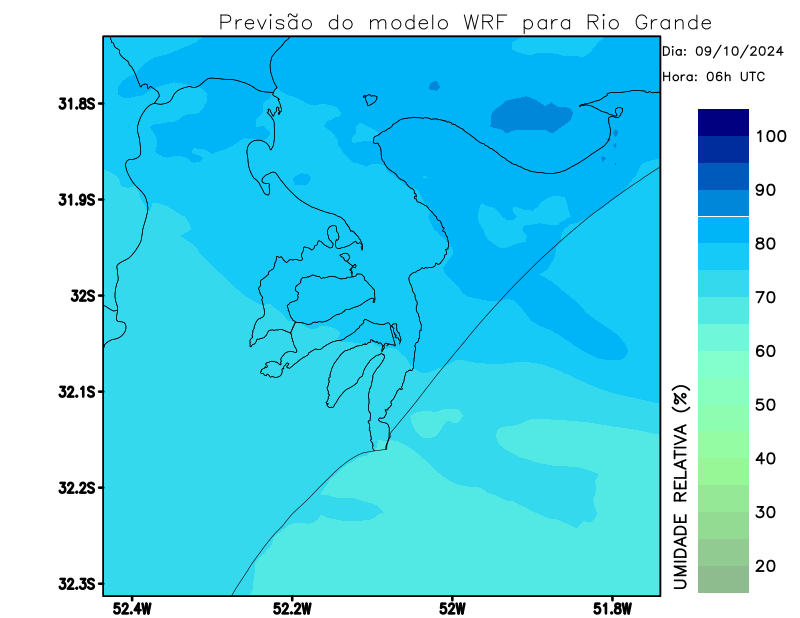 Previsão do modelo WRF para Rio Grande
Dia: 09/10/2024
Hora: 06h UTC
31.8S
31.9S
32S
32.1S
32.2S
32.3S
52.4W
52.2W
52W
51.8W
100
90
80
70
60
50
40
30
20
UMIDADE RELATIVA (%)